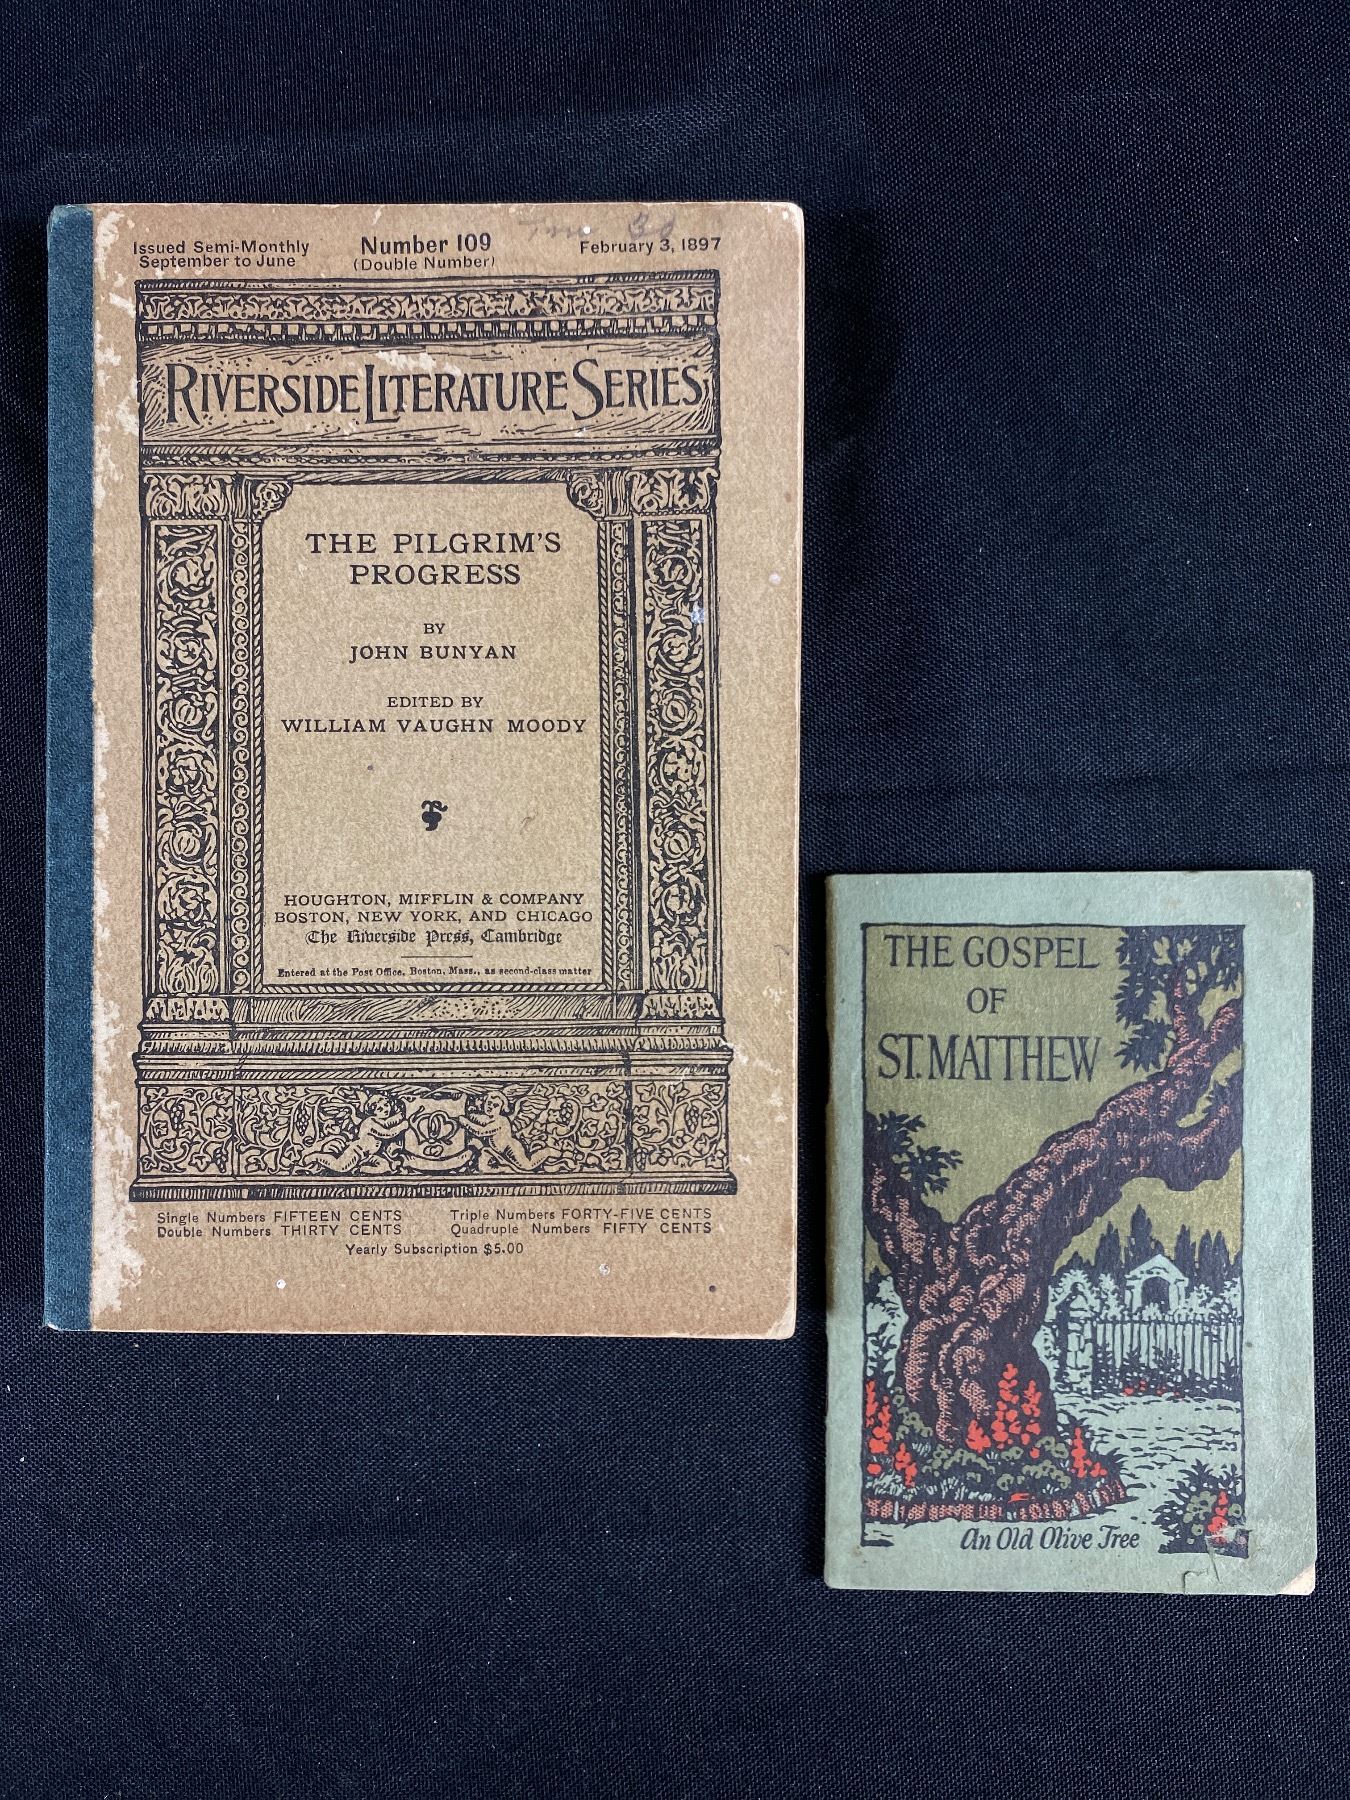 Issued Semi-Monthly
September to June
Number 109
(Double Number)
February 3, 1897
RIVERSIDE LITERATURE SERIES
THE PILGRIM'S
PROGRESS
BY
JOHN BUNYAN
EDITED BY
WILLIAM VAUGHN MOODY
HOUGHTON, MIFFLIN & COMPANY
BOSTON, NEW YORK, AND CHICAGO
The Riverside Press, Cambridge
Entered at the Post Office, Boston, Mass., as second-class matter
Single Numbers FIFTEEN CENTS
Double Numbers THIRTY CENTS
Triple Numbers FORTY-FIVE CENTS
Quadruple Numbers FIFTY CENTS
Yearly Subscription $5.00
THE GOSPEL
OF
ST. MATTHEW
An Old Olive Tree